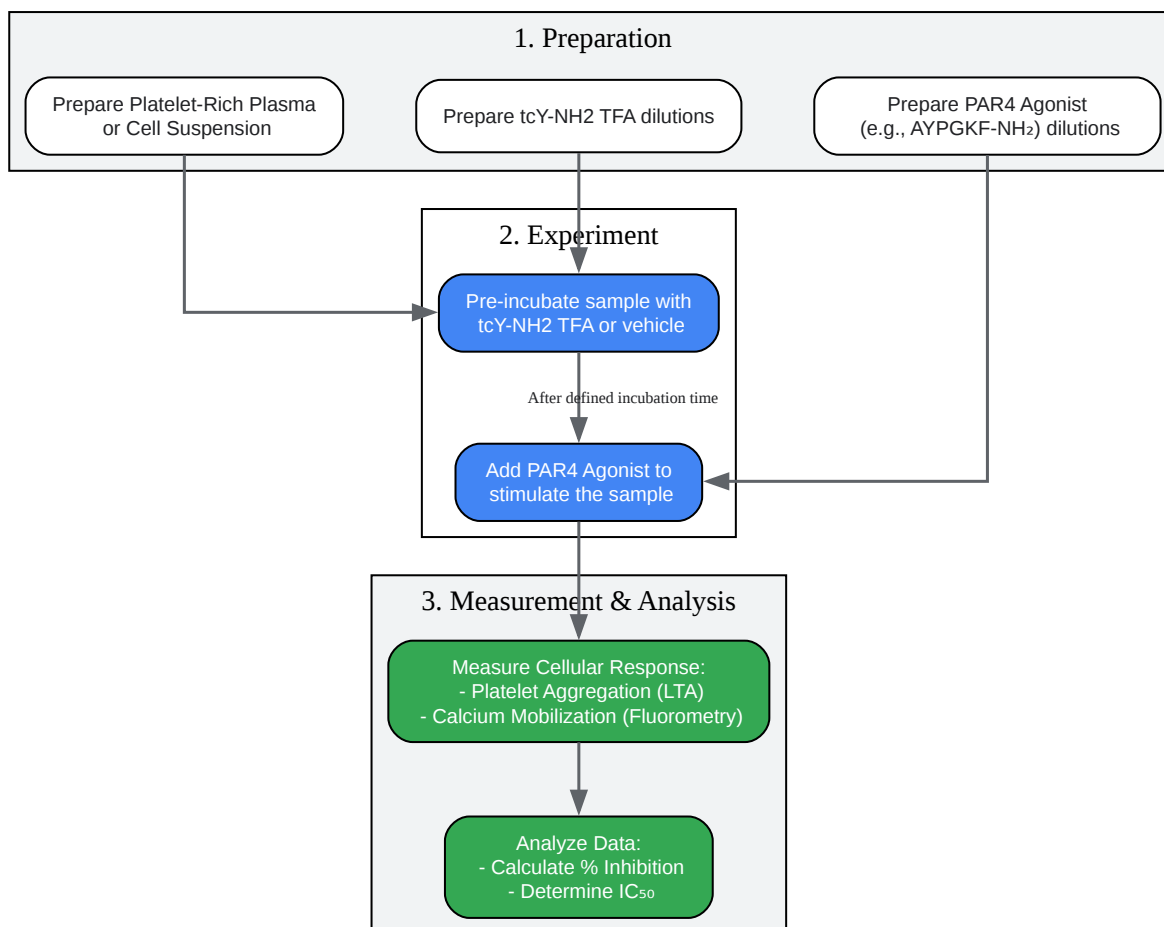 1. Preparation
Prepare Platelet-Rich Plasma
or Cell Suspension
Prepare tcY-NH2 TFA dilutions
Prepare PAR4 Agonist
(e.g., AYPGKF-NH₂) dilutions
2. Experiment
Pre-incubate sample with
tcY-NH2 TFA or vehicle
After defined incubation time
Add PAR4 Agonist to
stimulate the sample
3. Measurement & Analysis
Measure Cellular Response:
- Platelet Aggregation (LTA)
- Calcium Mobilization (Fluorometry)
Analyze Data:
- Calculate % Inhibition
- Determine IC₅₀